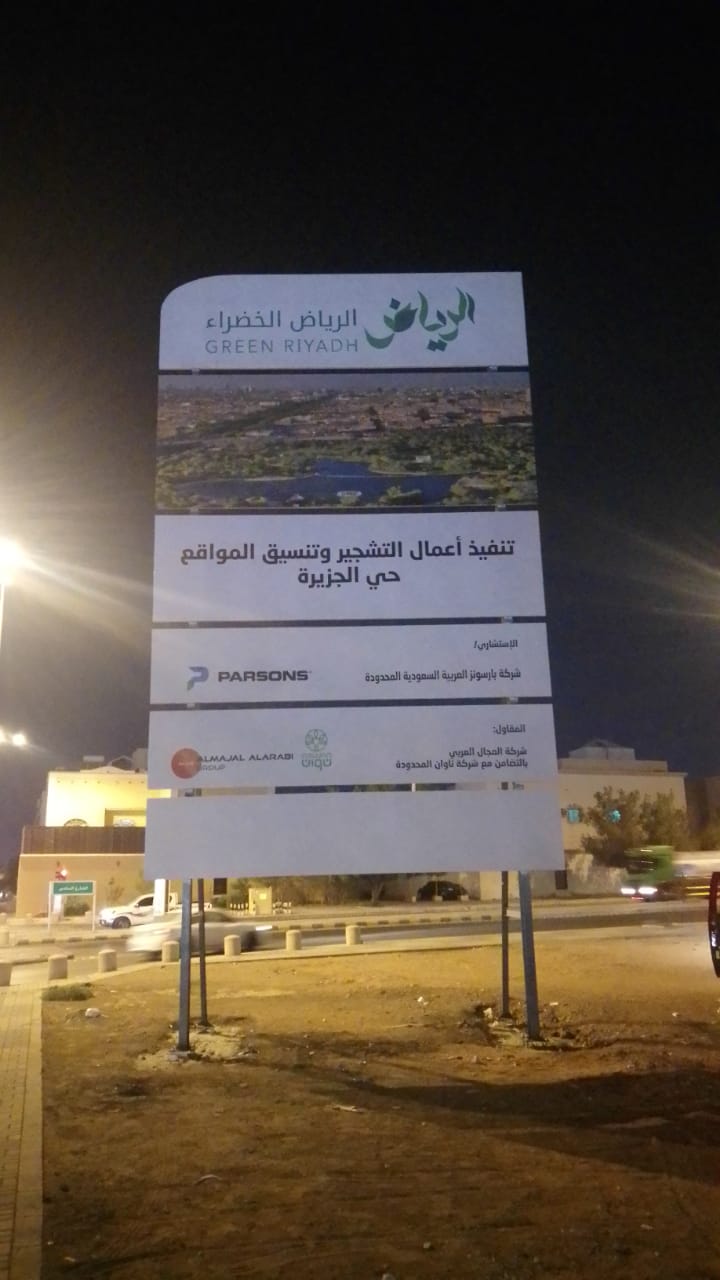 الرياض الخضراء
الرياض
GREEN RIYADH
تنفيذ أعمال التشجير وتنسيق المواقع
حي الجزيرة
الإستشاري/
شركة بارسونز العربية السعودية المحدودة
PARSONS
المقاول:
شركة المجال العربي
بالتضامن مع شركة ناوان المحدودة
ALMAJAL ALARABI
GROUP